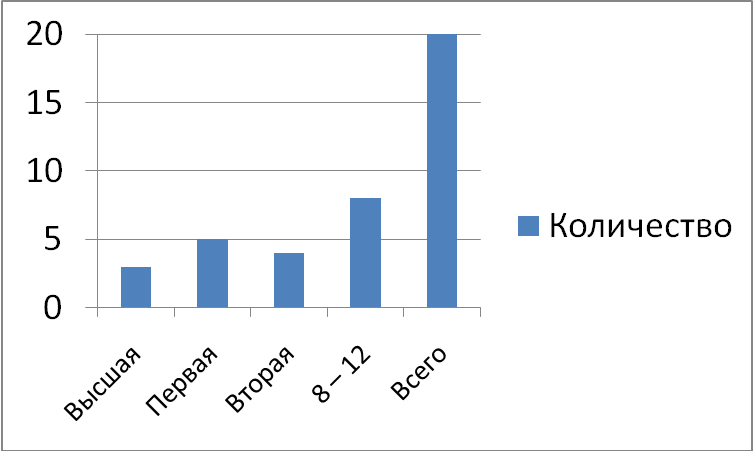 20
15
10
5
0
Высшая
Первая
Вторая
8 – 12
Всего
Количество